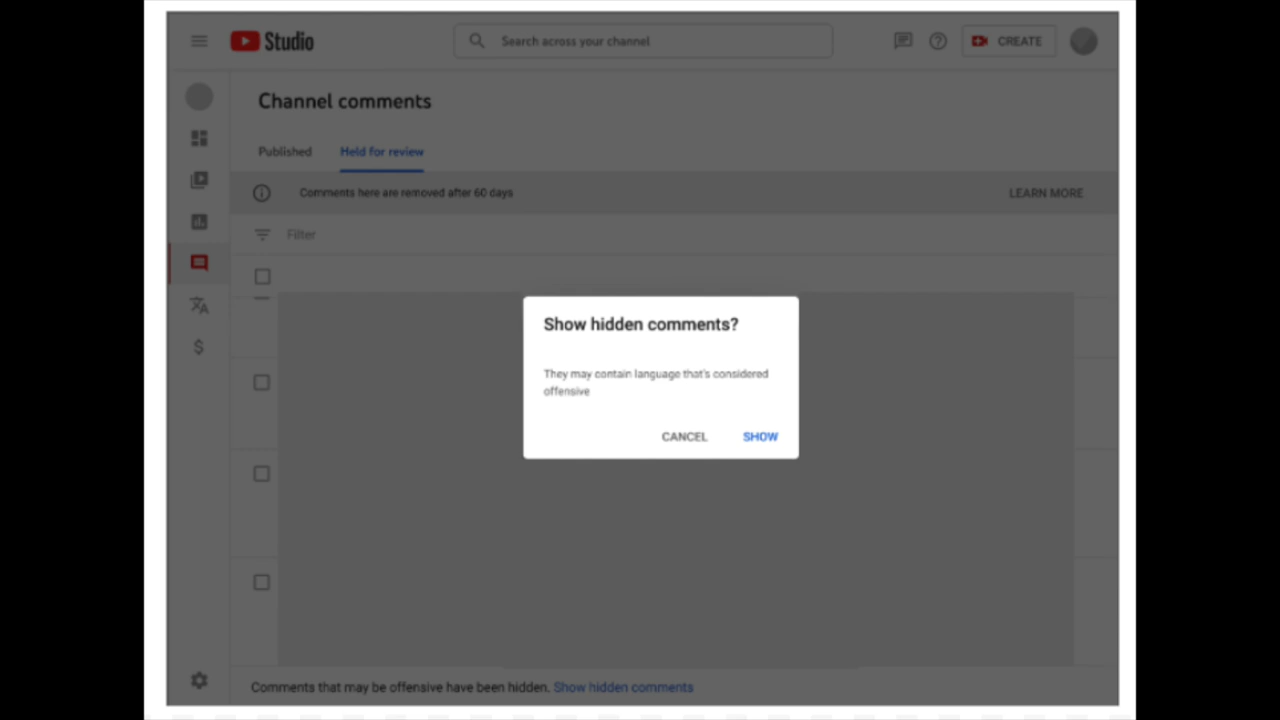 Studio
Search across your channel
CREATE
Channel comments
Published
Held for review
Comments here are removed after 60 days
LEARN MORE
Filter
Show hidden comments?
They may contain language that's considered
offensive
CANCEL
SHOW
Comments that may be offensive have been hidden. Show hidden comments